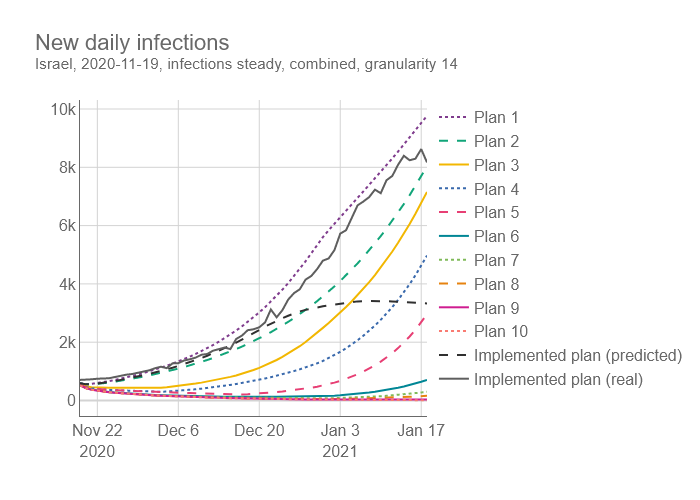 New daily infections
Israel, 2020-11-19, infections steady, combined, granularity 14
10k
8k
6k
4k
2k
0
Nov 22
2020
Dec 6
Dec 20
Jan 3
2021
Jan 17
Plan 1
Plan 2
Plan 3
Plan 4
Plan 5
Plan 6
Plan 7
Plan 8
Plan 9
Plan 10
Implemented plan (predicted)
Implemented plan (real)